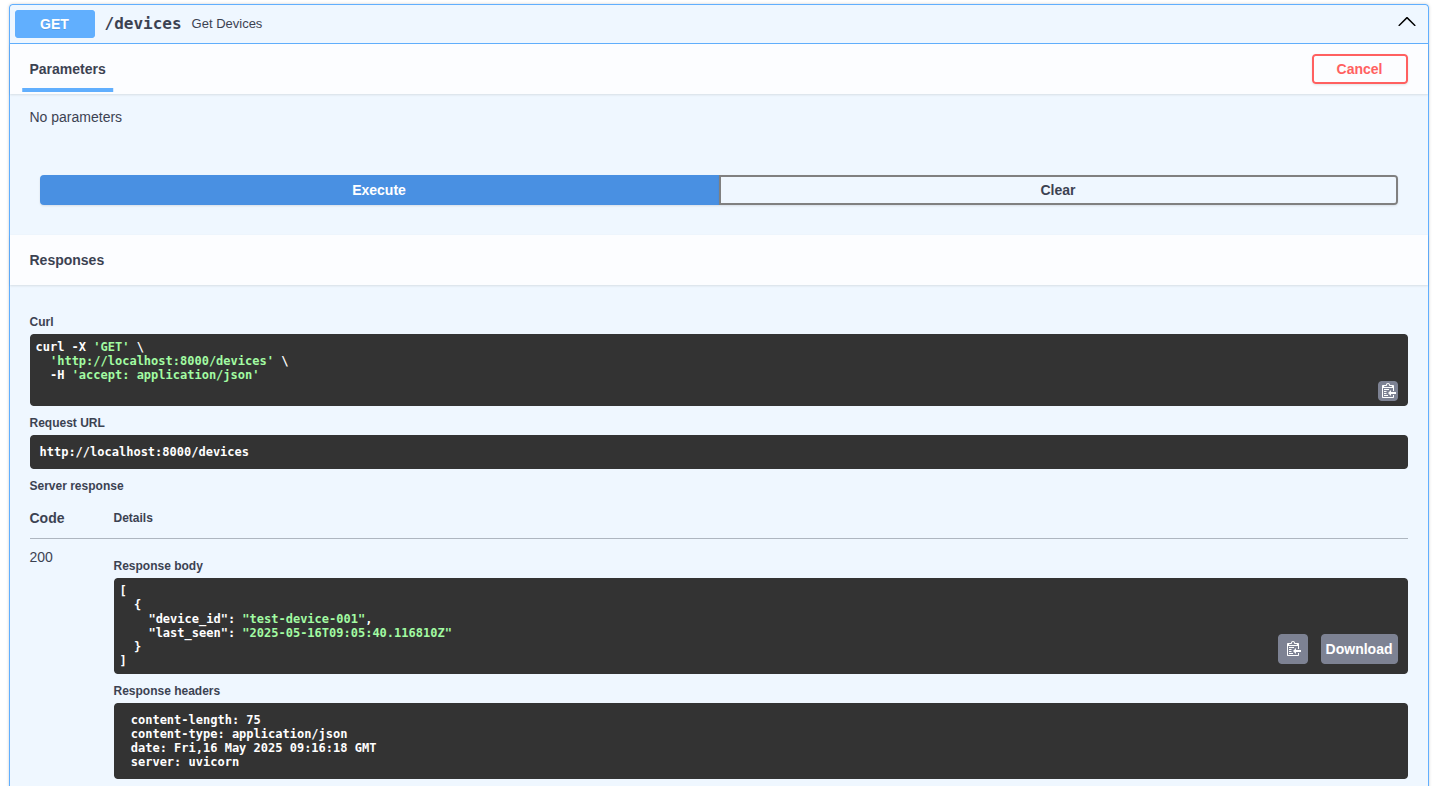 GET /devices Get Devices
Parameters Cancel
No parameters
Execute Clear
Responses
Curl
curl -X 'GET' \
  'http://localhost:8000/devices' \
  -H 'accept: application/json'
Request URL
http://localhost:8000/devices
Server response
Code Details
200
Response body
[
  {
    "device_id": "test-device-001",
    "last_seen": "2025-05-16T09:05:40.116810Z"
  }
]
Download
Response headers
content-length: 75
content-type: application/json
date: Fri,16 May 2025 09:16:18 GMT
server: uvicorn